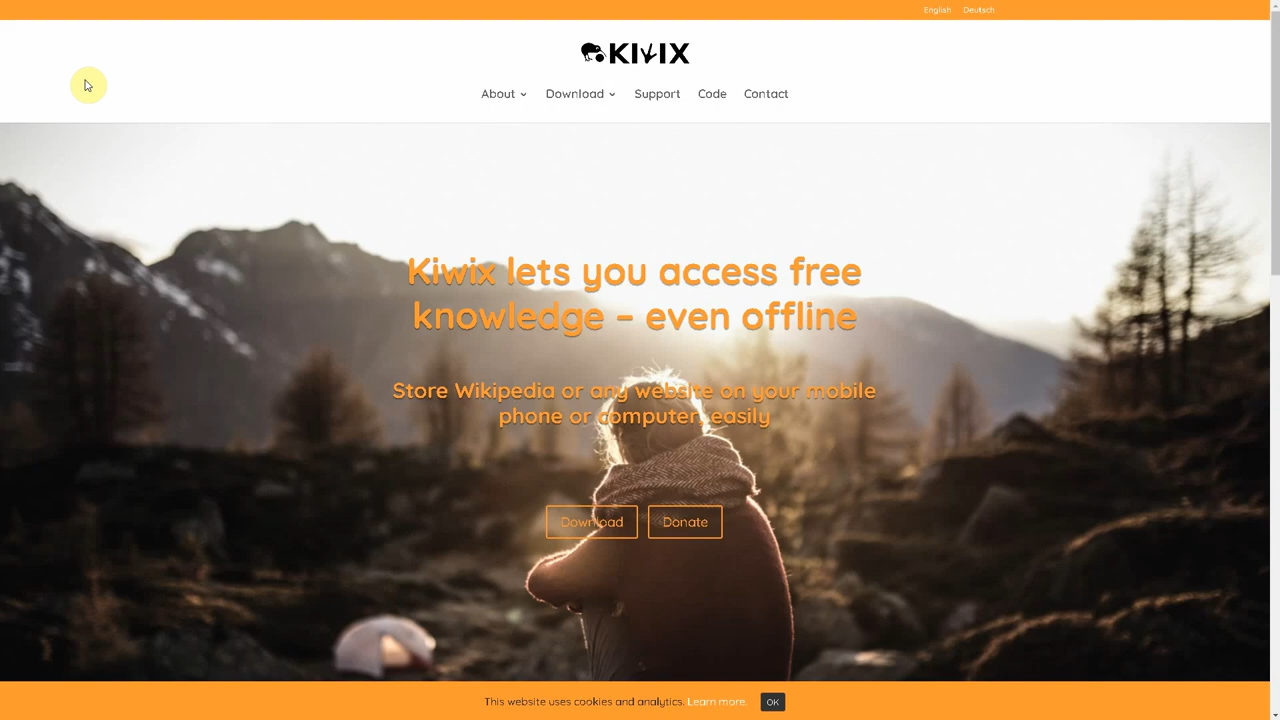 English Deutsch
KIWIX
About Download Support Code Contact
Kiwix lets you access free
knowledge – even offline
Store Wikipedia or any website on your mobile
phone or computer, easily
Download Donate
This website uses cookies and analytics. Learn more. OK